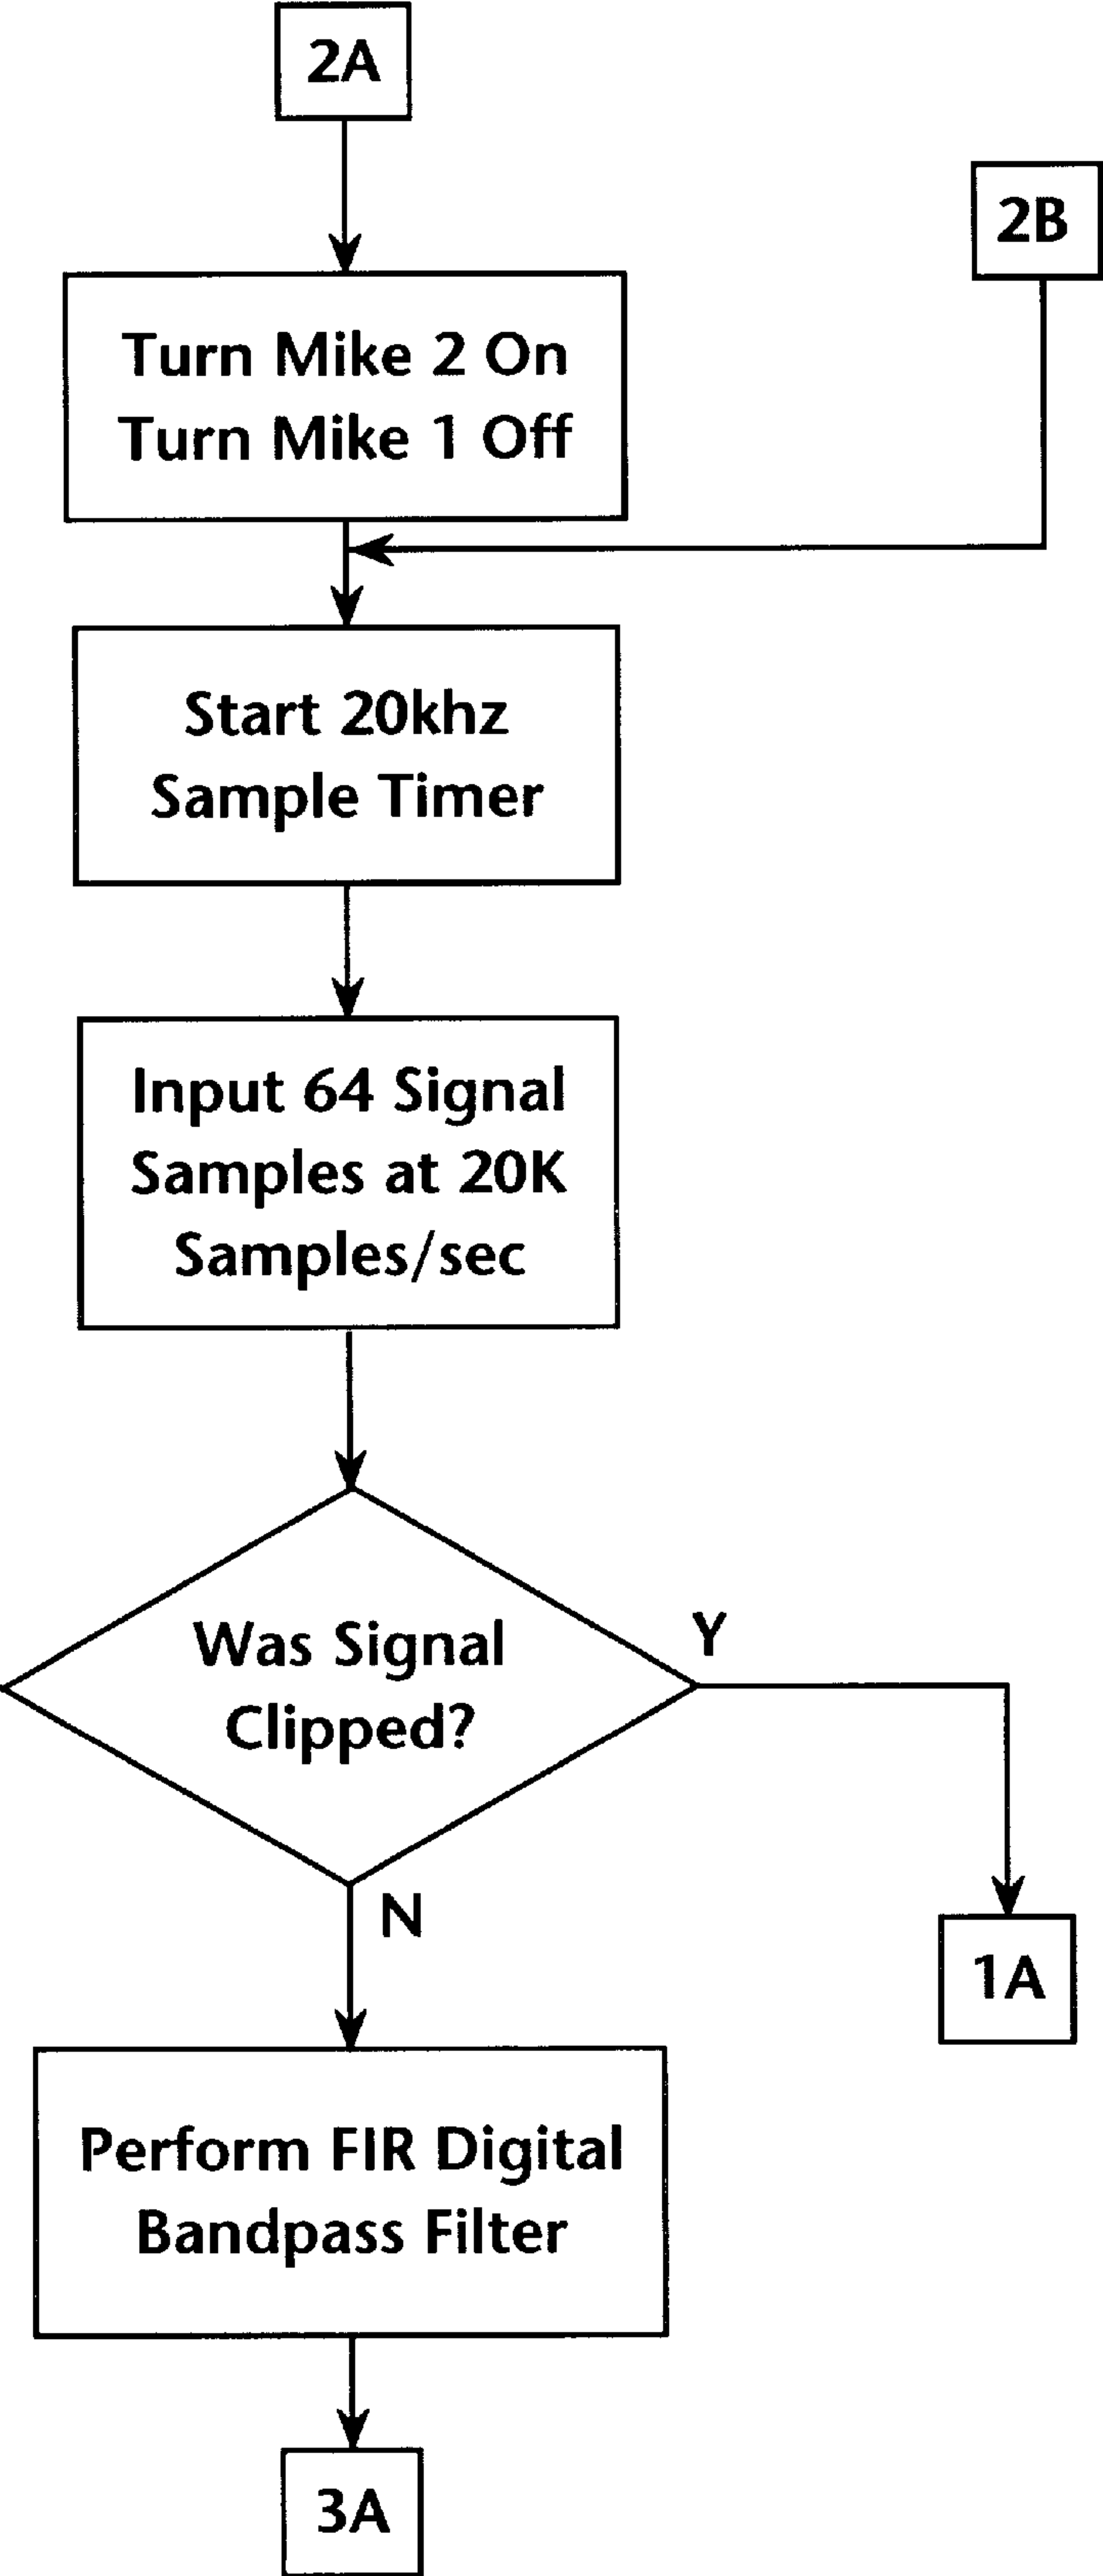 2A
2B
Turn Mike 2 On
Turn Mike 1 Off
Start 20khz
Sample Timer
Input 64 Signal
Samples at 20K
Samples/sec
Was Signal
Clipped?
Y
N
1A
Perform FIR Digital
Bandpass Filter
3A